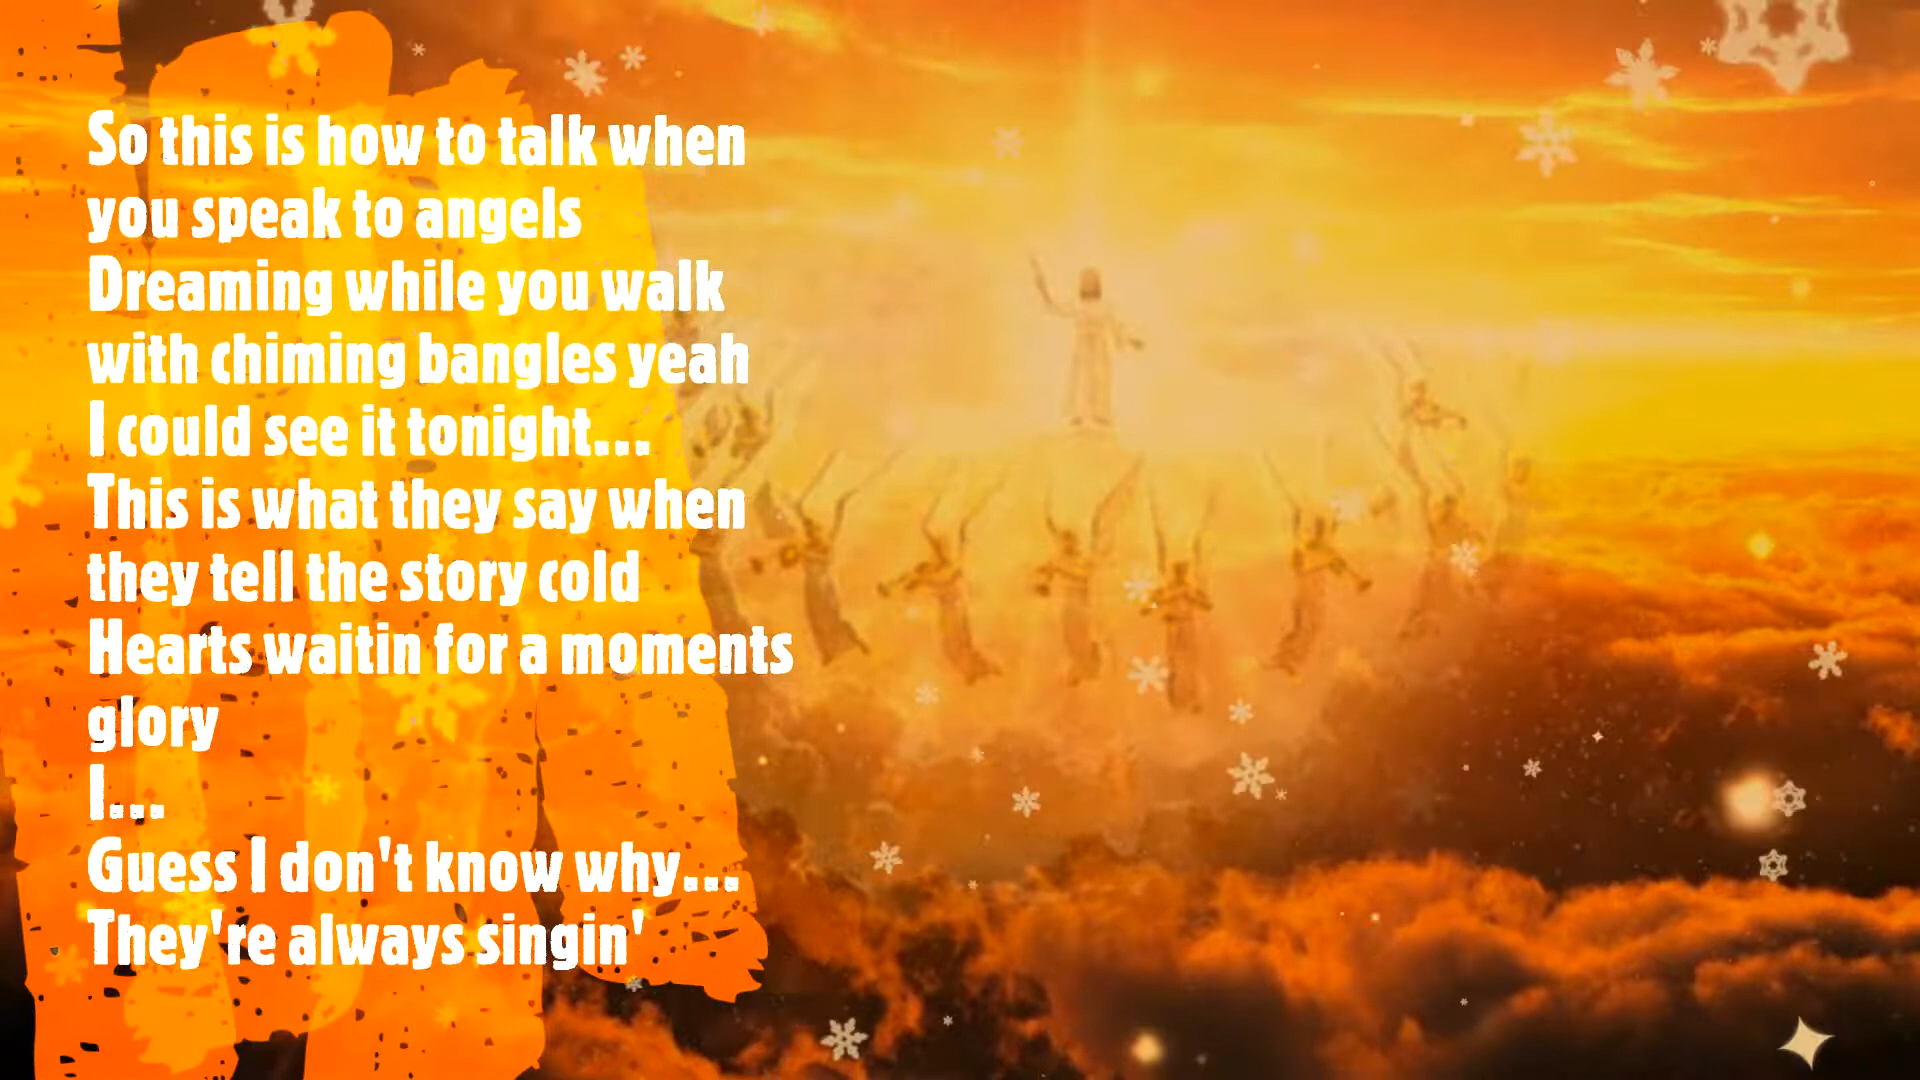 So this is how to talk when
you speak to angels
Dreaming while you walk
with chiming bangles yeah
I could see it tonight...
This is what they say when
they tell the story cold
Hearts waitin for a moments
glory
I...
Guess I don't know why...
They're always singin'